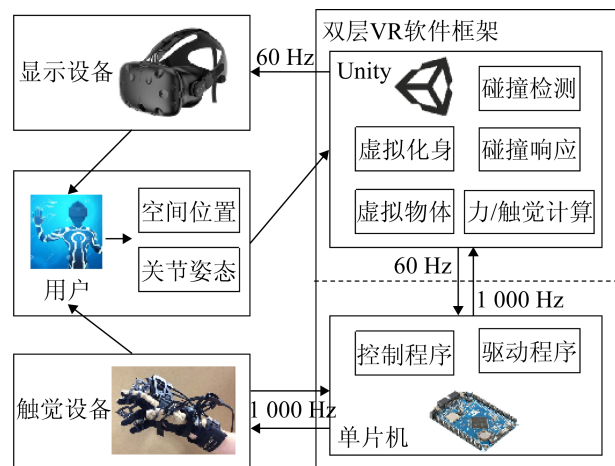 显示设备
60 Hz
双层VR软件框架
Unity
碰撞检测
虚拟化身
碰撞响应
虚拟物体
力/触觉计算
空间位置
关节姿态
用户
60 Hz
1 000 Hz
控制程序
驱动程序
单片机
触觉设备
1 000 Hz